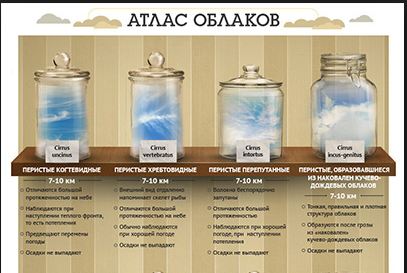 АТЛАС ОБЛАКОВ
Cirrus
uncinus
Cirrus
vertebratus
Cirrus
intortus
Cirrus
incus-genitus
ПЕРИСТЫЕ КОГТЕВИДНЫЕ
7-10 КМ
Отличаются большой
протяженностью на небе
Наблюдаются при
наступлении теплого фронта,
то есть потепления
Предвещают перемены
погоды
Осадки не выпадают
ПЕРИСТЫЕ ХРЕБТОВИДНЫЕ
7-10 КМ
Внешний вид отдаленно
напоминает скелет рыбы
Отличаются большой
протяженностью на небе
Обычно наблюдаются
при хорошей погоде
Осадки не выпадают
ПЕРИСТЫЕ ПЕРЕПУТАННЫЕ
7-10 КМ
Волокна беспорядочно
запутаны
Отличаются большой
протяженностью на небе
Наблюдаются при хорошей
погоде, при наступлении
потепления
Осадки не выпадают
ПЕРИСТЫЕ, ОБРАЗОВАВШИЕСЯ
ИЗ НАКОВАЛЕН КУЧЕВО-
ДОЖДЕВЫХ ОБЛАКОВ
7-10 КМ
Тонкая, правильная и плотная
структура облаков
Образуются после грозы
из «наковален»
кучево-дождевых облаков
Осадки не выпадают